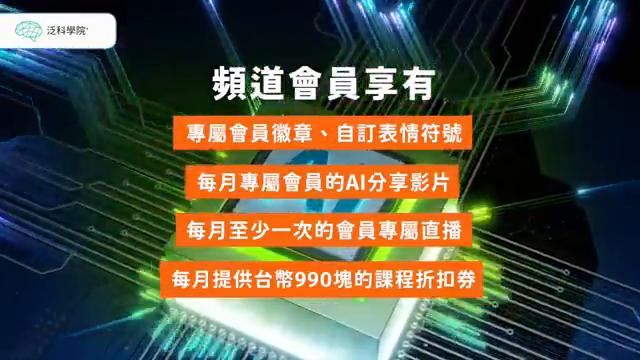 泛科學院
頻道會員享有
專屬會員徽章、自訂表情符號
每月專屬會員的AI分享影片
每月至少一次的會員專屬直播
每月提供台幣990塊的課程折扣券